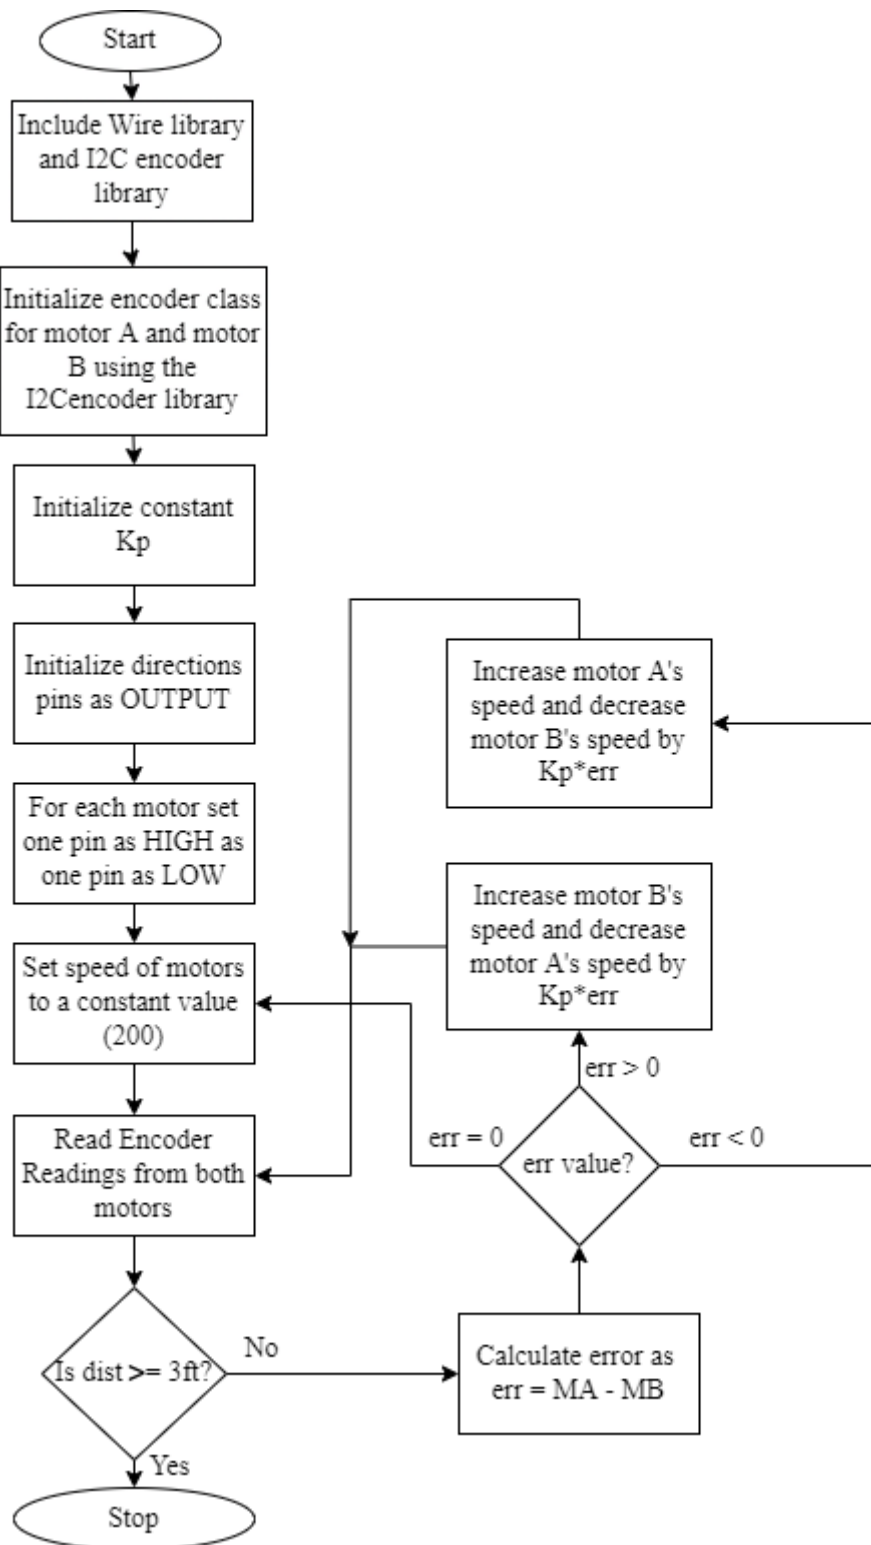 Start
Include Wire library
and I2C encoder
library
Initialize encoder class
for motor A and motor
B using the
I2Cencoder library
Initialize constant
Kp
Initialize directions
pins as OUTPUT
For each motor set
one pin as HIGH as
one pin as LOW
Set speed of motors
to a constant value
(200)
Read Encoder
Readings from both
motors
Is dist >= 3ft?
No
Yes
Stop
Calculate error as
err = MA - MB
err value?
err = 0
err > 0
err < 0
Increase motor B's
speed and decrease
motor A's speed by
Kp*err
Increase motor A's
speed and decrease
motor B's speed by
Kp*err